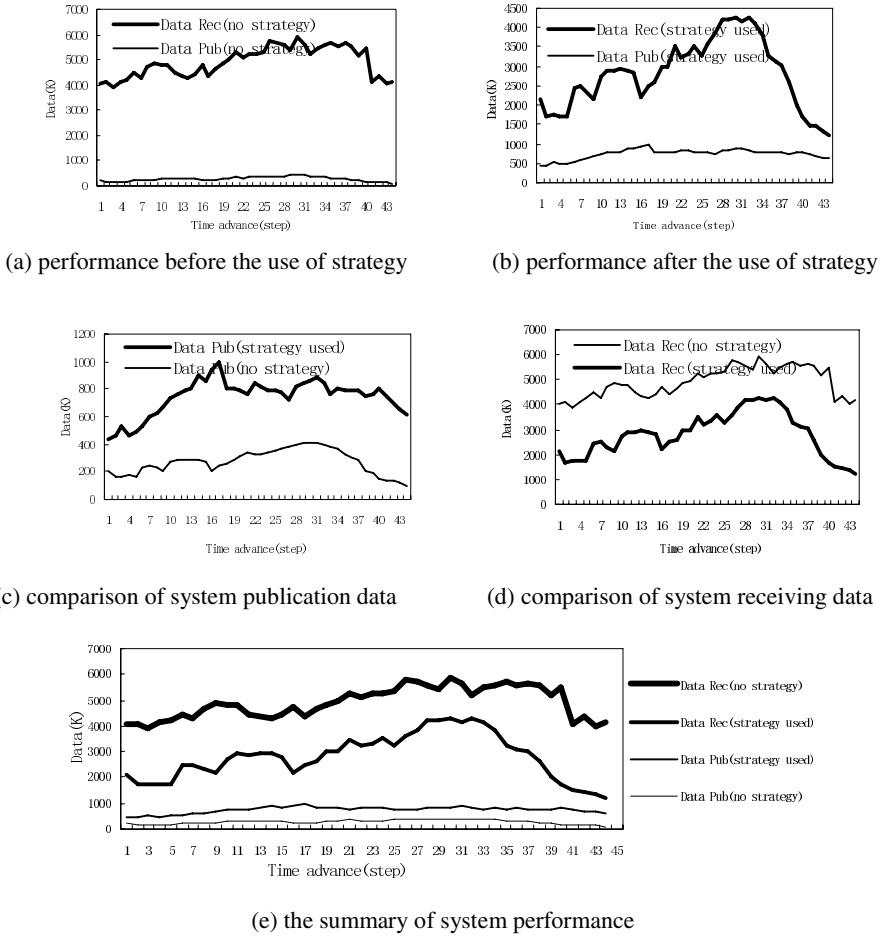 7000
6000
5000
4000
3000
2000
1000
0
Data(K)
Data Rec(no strategy)
Data Pub(no strategy)
1 4 7 10 13 16 19 22 25 28 31 34 37 40 43
Time advance(step)
(a) performance before the use of strategy
4500
4000
3500
3000
2500
2000
1500
1000
500
0
Data(K)
Data Rec(strategy used)
Data Pub(strategy used)
1 4 7 10 13 16 19 22 25 28 31 34 37 40 43
Time advance(step)
(b) performance after the use of strategy
1200
1000
800
600
400
200
0
Data(K)
Data Pub(strategy used)
Data Pub(no strategy)
1 4 7 10 13 16 19 22 25 28 31 34 37 40 43
Time advance(step)
c) comparison of system publication data
7000
6000
5000
4000
3000
2000
1000
0
Data(K)
Data Rec(no strategy)
Data Rec(strategy used)
1 4 7 10 13 16 19 22 25 28 31 34 37 40 43
Time advance(step)
(d) comparison of system receiving data
7000
6000
5000
4000
3000
2000
1000
0
Data(K)
1 3 5 7 9 11 13 15 17 19 21 23 25 27 29 31 33 35 37 39 41 43 45
Time advance(step)
Data Rec(no strategy)
Data Rec(strategy used)
Data Pub(strategy used)
Data Pub(no strategy)
(e) the summary of system performance